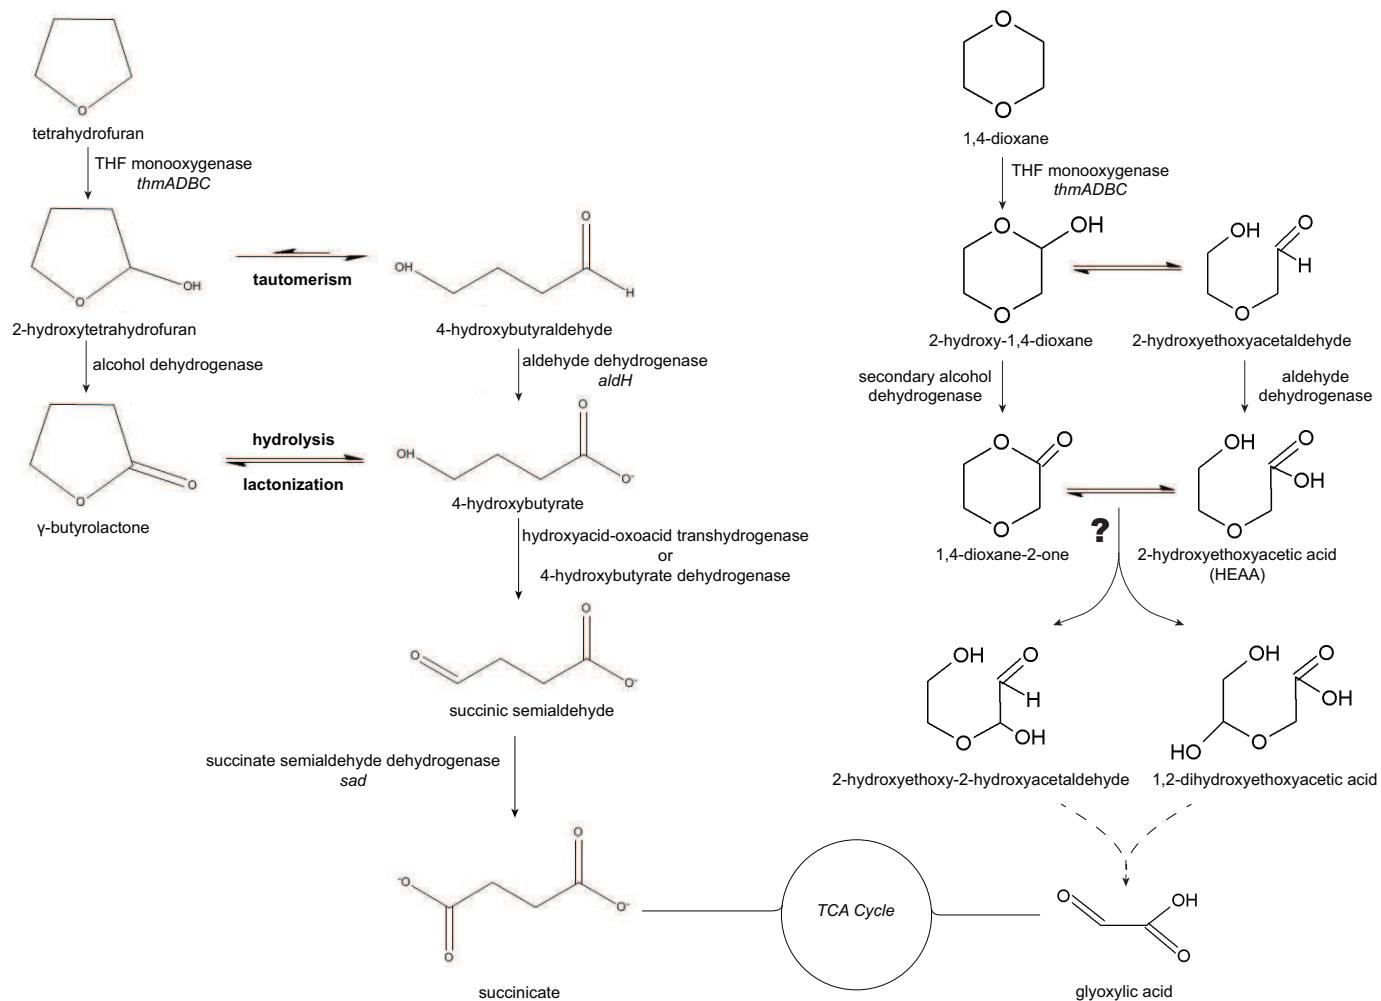 O
tetrahydrofuran
THF monooxygenase
thmADBC
O
OH
2-hydroxytetrahydrofuran
tautomerism
OH
O
H
4-hydroxybutyraldehyde
alcohol dehydrogenase
aldehyde dehydrogenase
aldH
O
O
γ-butyrolactone
hydrolysis
lactonization
OH
O
O-
4-hydroxybutyrate
hydroxyacid-oxoacid transhydrogenase
or
4-hydroxybutyrate dehydrogenase
O
O
O-
succinic semialdehyde
succinate semialdehyde dehydrogenase
sad
-O
O
O
O-
succinicate
TCA Cycle
O
O
1,4-dioxane
THF monooxygenase
thmADBC
O
OH
O
2-hydroxy-1,4-dioxane
OH
O
H
O
2-hydroxyethoxyacetaldehyde
secondary alcohol
dehydrogenase
aldehyde
dehydrogenase
O
O
O
1,4-dioxane-2-one
?
OH
O
OH
O
2-hydroxyethoxyacetic acid
(HEAA)
OH
O
H
O
OH
2-hydroxyethoxy-2-hydroxyacetaldehyde
OH
O
OH
HO
O
1,2-dihydroxyethoxyacetic acid
O
OH
O
glyoxylic acid